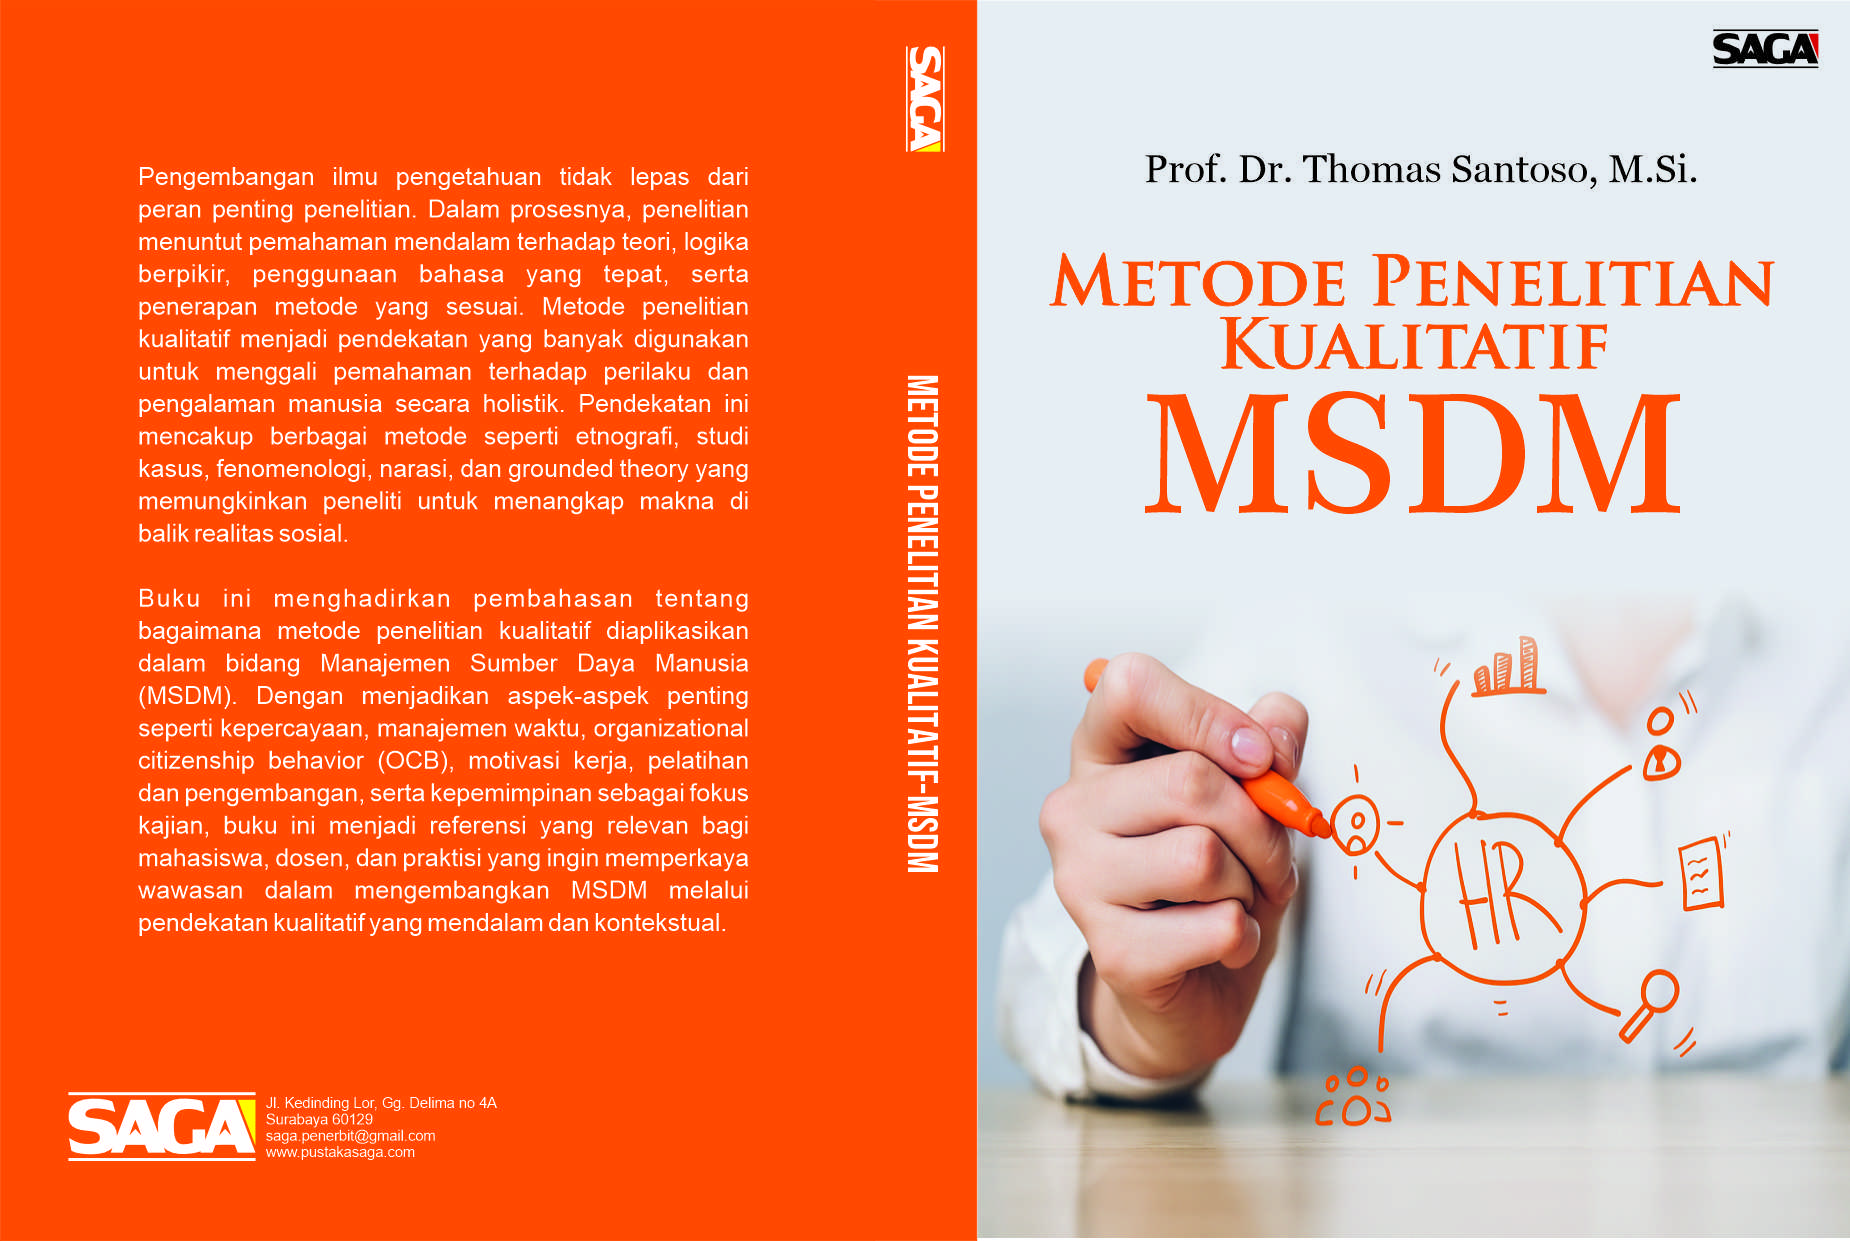 Pengembangan ilmu pengetahuan tidak lepas dari
peran penting penelitian. Dalam prosesnya, penelitian
menuntut pemahaman mendalam terhadap teori, logika
berpikir, penggunaan bahasa yang tepat, serta
penerapan metode yang sesuai. Metode penelitian
kualitatif menjadi pendekatan yang banyak digunakan
untuk menggali pemahaman terhadap perilaku dan
pengalaman manusia secara holistik. Pendekatan ini
mencakup berbagai metode seperti etnografi, studi
kasus, fenomenologi, narasi, dan grounded theory yang
memungkinkan peneliti untuk menangkap makna di
balik realitas sosial.
Buku ini menghadirkan pembahasan tentang
bagaimana metode penelitian kualitatif diaplikasikan
dalam bidang Manajemen Sumber Daya Manusia
(MSDM). Dengan menjadikan aspek-aspek penting
seperti kepercayaan, manajemen waktu, organizational
citizenship behavior (OCB), motivasi kerja, pelatihan
dan pengembangan, serta kepemimpinan sebagai fokus
kajian, buku ini menjadi referensi yang relevan bagi
mahasiswa, dosen, dan praktisi yang ingin memperkaya
wawasan dalam mengembangkan MSDM melalui
pendekatan kualitatif yang mendalam dan kontekstual.
SAGA
Jl. Kedinding Lor, Gg. Delima no 4A
Surabaya 60129
saga.penerbit@gmail.com
www.pustakasaga.com
SAGA
METODE PENELITIAN KUALITATIF-MSDM
SAGA
Prof. Dr. Thomas Santoso, M.Si.
METODE PENELITIAN
KUALITATIF
MSDM
HR